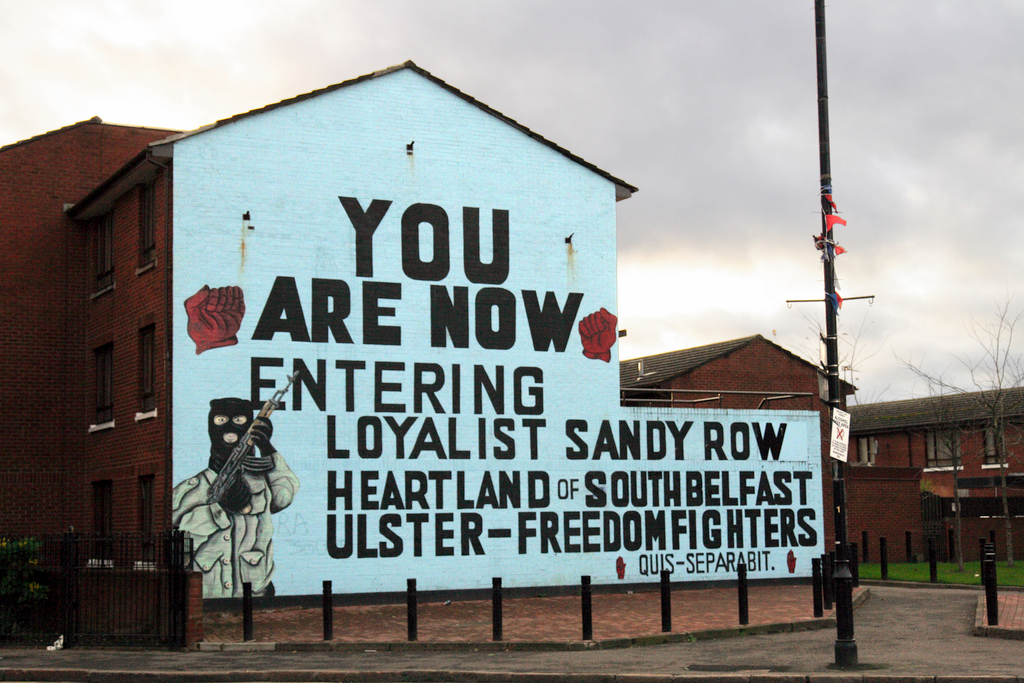 YOU
ARE NOW
ENTERING
LOYALIST SANDY ROW
HEARTLAND OF SOUTH BELFAST
ULSTER-FREEDOM FIGHTERS
QUIS-SEPARABIT.